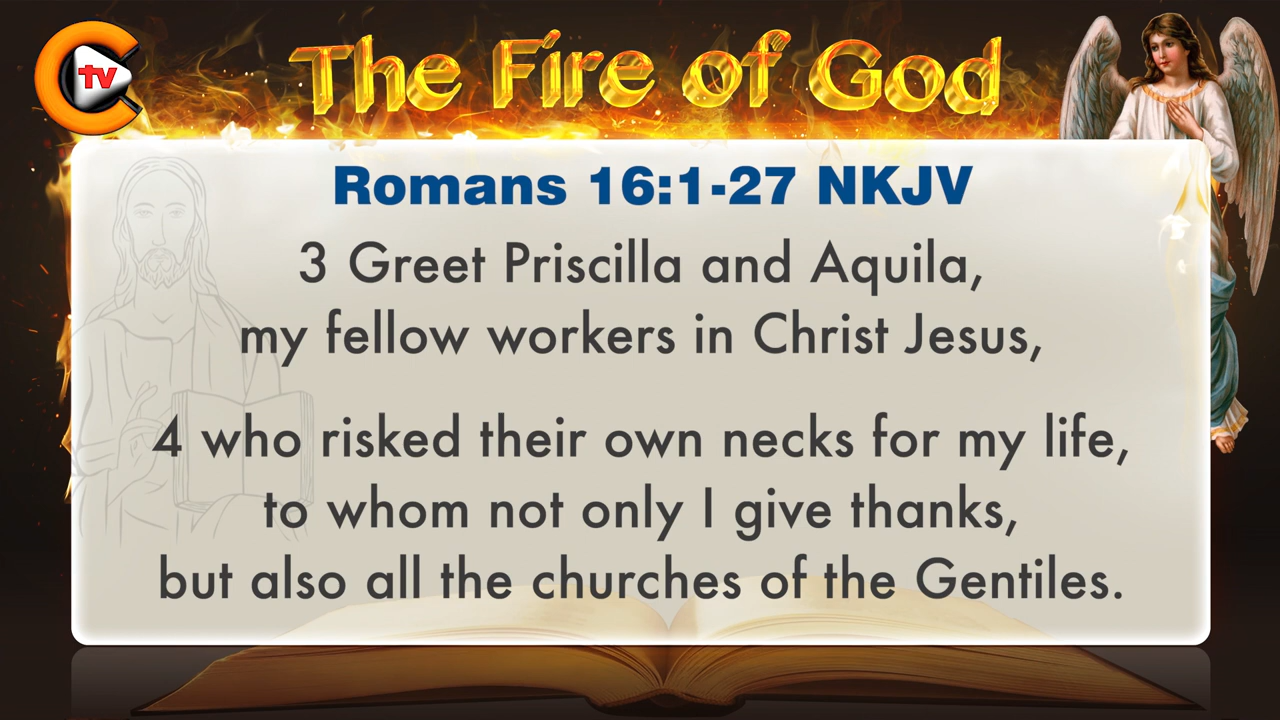 tv
The Fire of God
Romans 16:1-27 NKJV
3 Greet Priscilla and Aquila,
my fellow workers in Christ Jesus,
4 who risked their own necks for my life,
to whom not only I give thanks,
but also all the churches of the Gentiles.